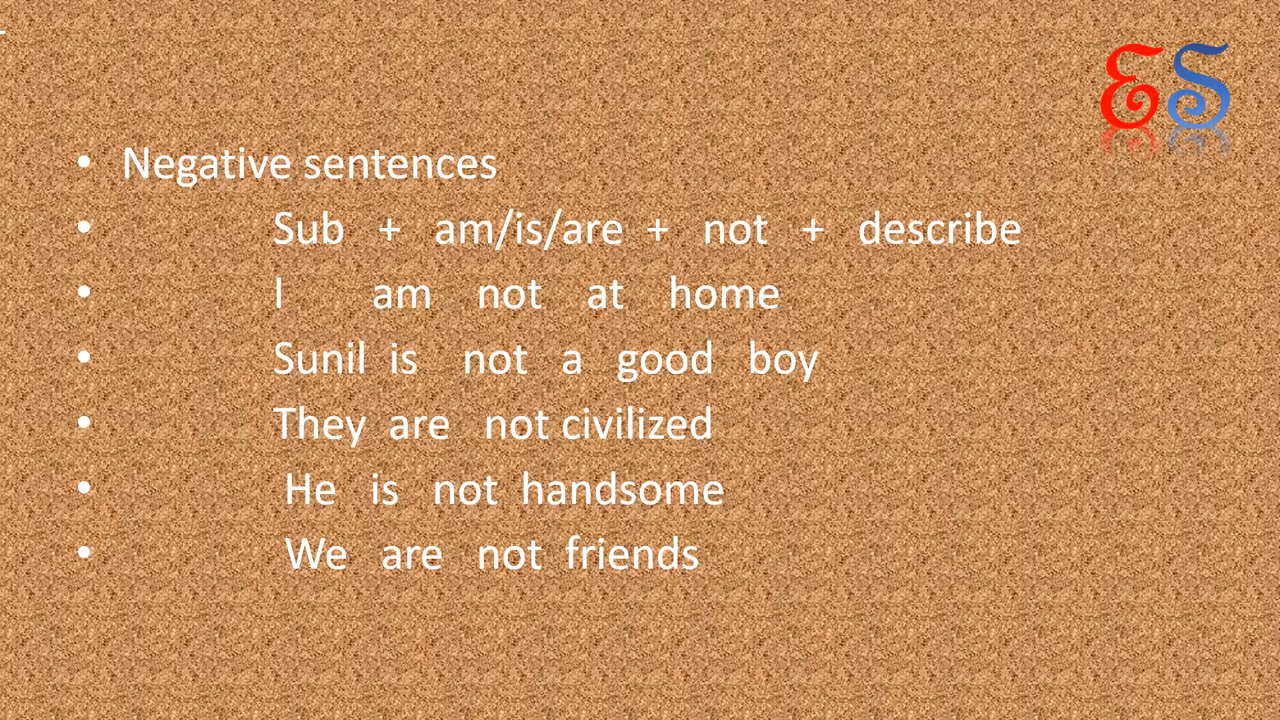 ES
• Negative sentences
• Sub + am/is/are + not + describe
• I am not at home
• Sunil is not a good boy
• They are not civilized
• He is not handsome
• We are not friends